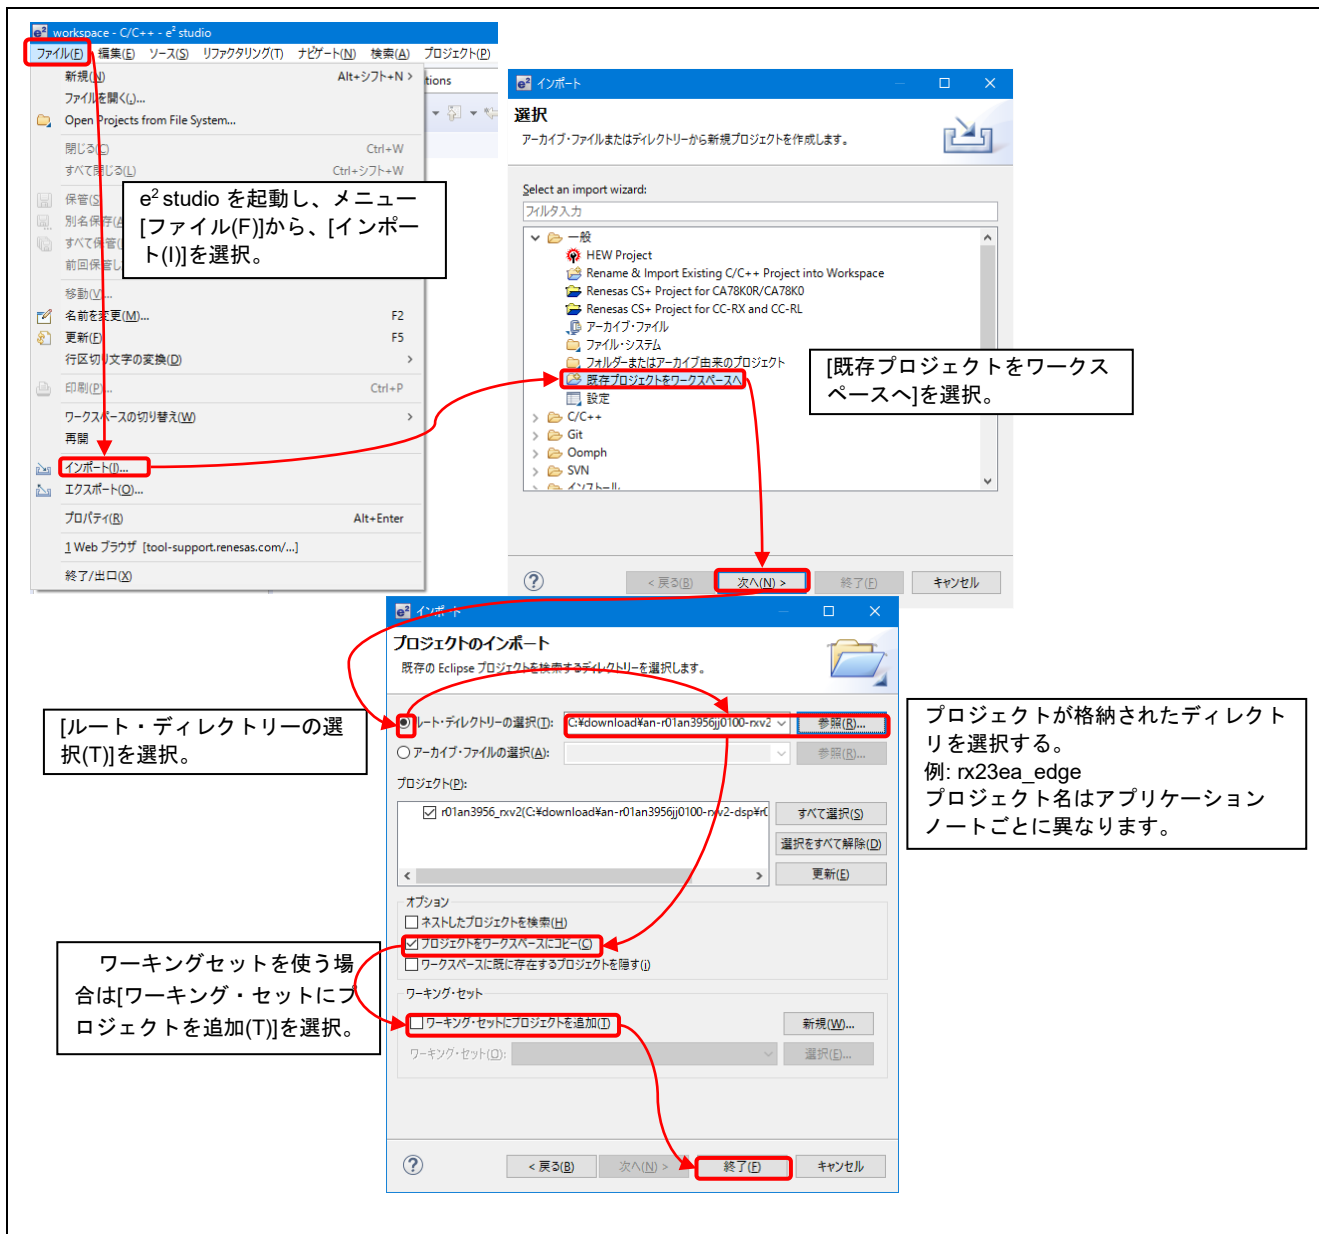 workspace - C/C++ - e² studio
ファイル(F) 編集(E) ソース(S) リファクタリング(T) ナビゲート(N) 検索(A) プロジェクト(P)
新規(N) Alt+シフト+N >
ファイルを開く(.)...
Open Projects from File System...
閉じる(C) Ctrl+W
すべて閉じる(L) Ctrl+シフト+W
保管(S)
別名保存(A)
すべて保管(
前回保管し
移動(V)...
名前を変更(M)... F2
更新(F) F5
行区切り文字の変換(D) >
印刷(P)... Ctrl+P
ワークスペースの切り替え(W) >
再開
インポート(I)...
エクスポート(O)...
プロパティ(R) Alt+Enter
1 Web ブラウザ [tool-support.renesas.com/...]
終了/出口(X)
tions
e² studio を起動し、メニュー
[ファイル(F)]から、[インポー
ト(I)]を選択。
インポート
選択
アーカイブ・ファイルまたはディレクトリーから新規プロジェクトを作成します。
Select an import wizard:
フィルタ入力
一般
HEW Project
Rename & Import Existing C/C++ Project into Workspace
Renesas CS+ Project for CA78K0R/CA78K0
Renesas CS+ Project for CC-RX and CC-RL
アーカイブ・ファイル
ファイル・システム
フォルダーまたはアーカイブ由来のプロジェクト
既存プロジェクトをワークスペースへ
設定
C/C++
Git
Oomph
SVN
インストール
< 戻る(B) 次へ(N) > 終了(F) キャンセル
[既存プロジェクトをワークス
ペースへ]を選択。
インポート
プロジェクトのインポート
既存の Eclipse プロジェクトを検索するディレクトリーを選択します。
ルート・ディレクトリーの選択(T): C:¥download¥an-r01an3956jj0100-rxv2 参照(R)...
アーカイブ・ファイルの選択(A): 参照(R)...
プロジェクト(P):
r01an3956_rxv2(C:¥download¥an-r01an3956jj0100-rxv2-dsp¥r0 すべて選択(S)
選択をすべて解除(D)
更新(E)
オプション
ネストしたプロジェクトを検索(H)
プロジェクトをワークスペースにコピー(C)
ワークスペースに既に存在するプロジェクトを隠す(i)
ワーキング・セット
ワーキング・セットにプロジェクトを追加(T) 新規(W)...
ワーキング・セット(O): 選択(E)...
< 戻る(B) 次へ(N) > 終了(F) キャンセル
[ルート・ディレクトリーの選
択(T)]を選択。
プロジェクトが格納されたディレクト
リを選択する。
例: rx23ea_edge
プロジェクト名はアプリケーション
ノートごとに異なります。
ワーキングセットを使う場
合は[ワーキング・セットにプ
ロジェクトを追加(T)]を選択。